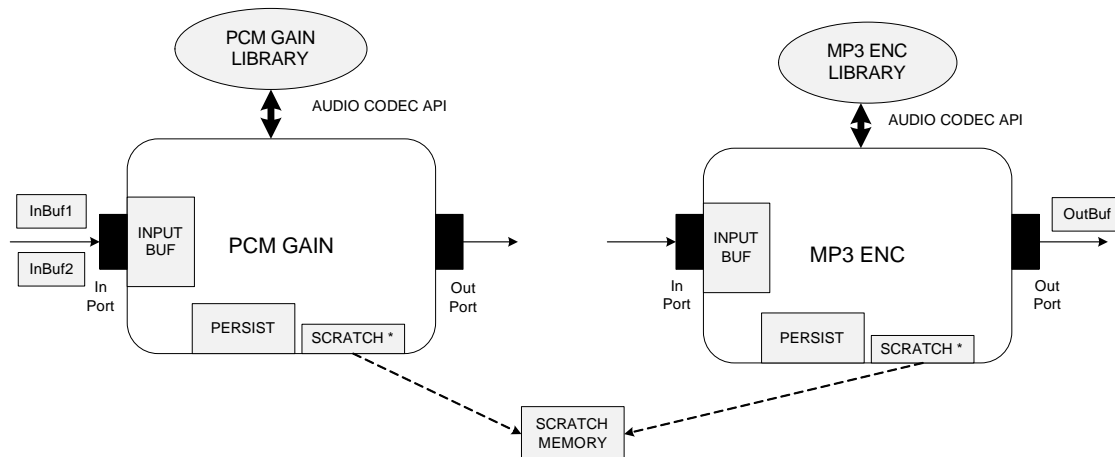 PCM GAIN
LIBRARY
AUDIO CODEC API
InBuf1
InBuf2
In
Port
INPUT
BUF
PCM GAIN
PERSIST
SCRATCH *
Out
Port
MP3 ENC
LIBRARY
AUDIO CODEC API
In
Port
INPUT
BUF
MP3 ENC
PERSIST
SCRATCH *
OutBuf
Out
Port
SCRATCH
MEMORY